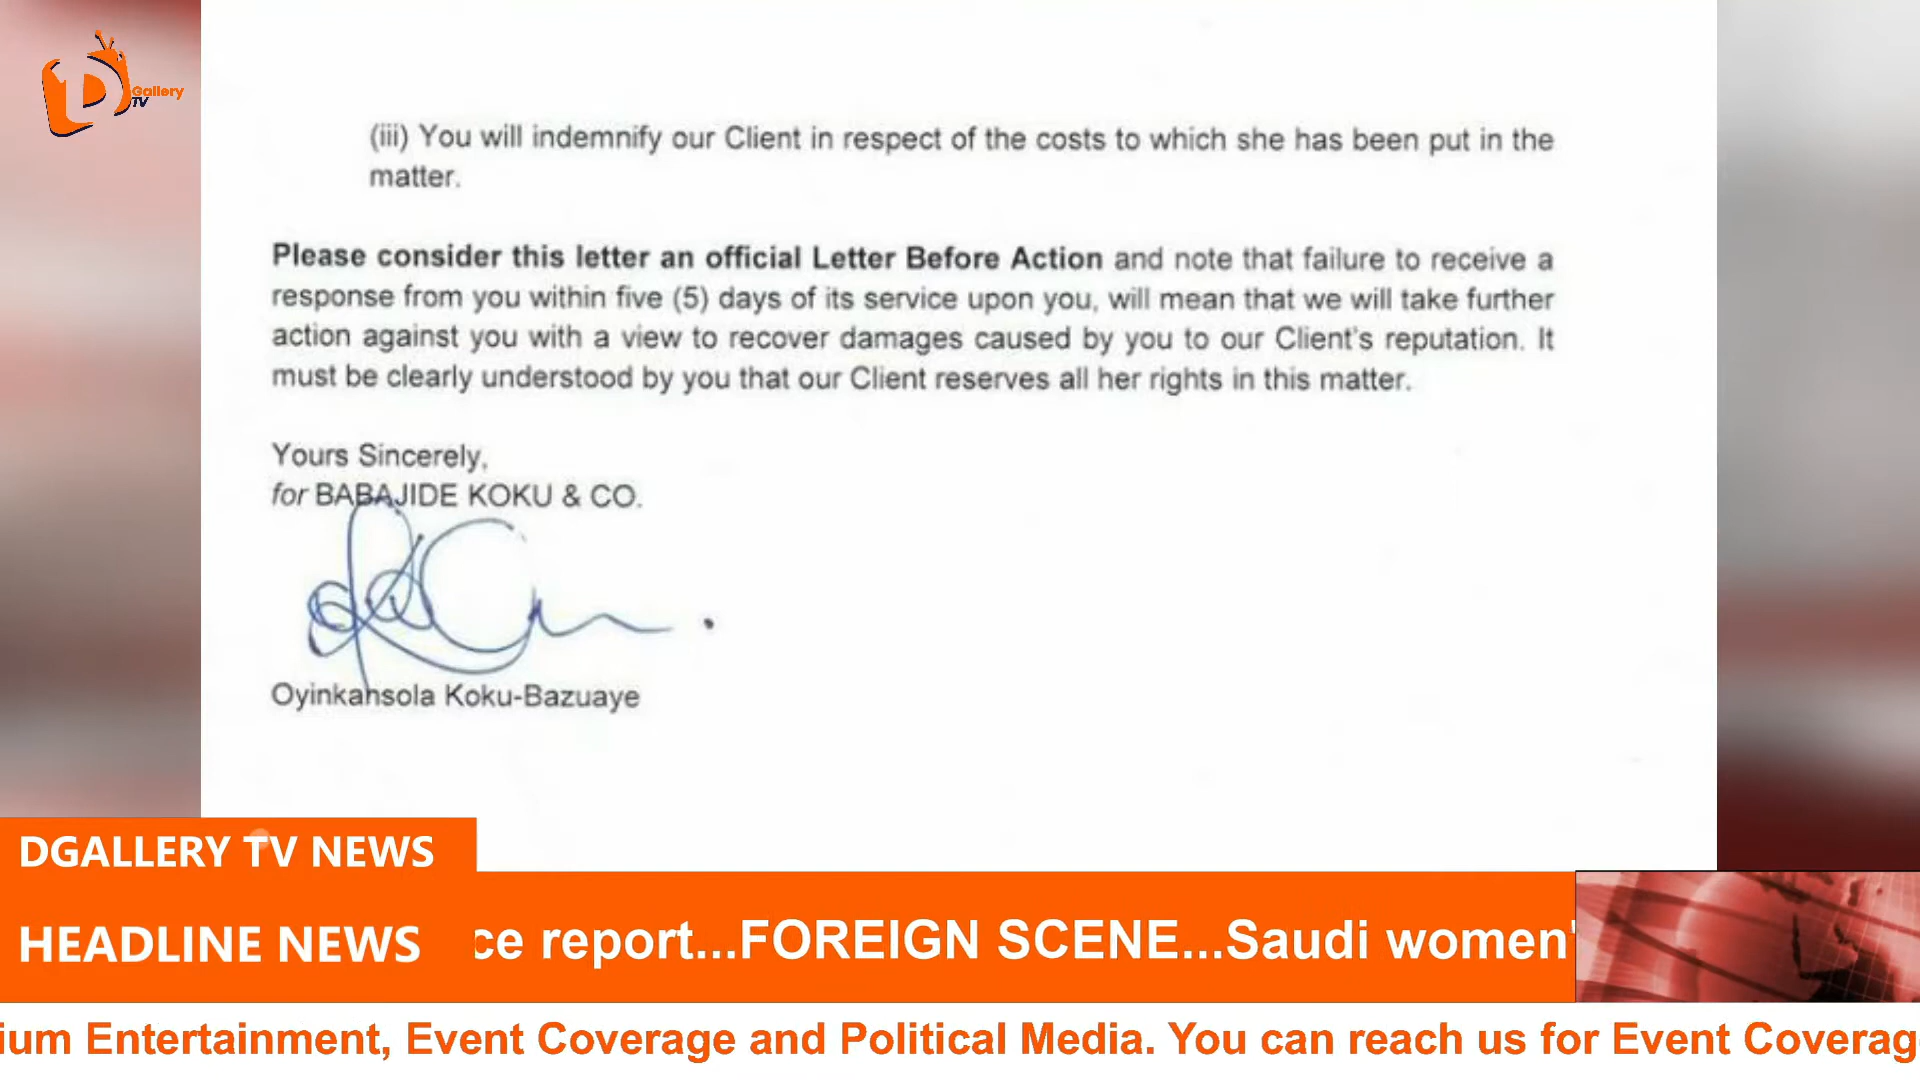 Gallery
TV
(iii) You will indemnify our Client in respect of the costs to which she has been put in the
matter.
Please consider this letter an official Letter Before Action and note that failure to receive a
response from you within five (5) days of its service upon you, will mean that we will take further
action against you with a view to recover damages caused by you to our Client's reputation. It
must be clearly understood by you that our Client reserves all her rights in this matter.
Yours Sincerely,
for BABAJIDE KOKU & CO.
Oyinkansola Koku-Bazuaye
DGALLERY TV NEWS
HEADLINE NEWS
ce report...FOREIGN SCENE...Saudi women'
ium Entertainment, Event Coverage and Political Media. You can reach us for Event Coverag